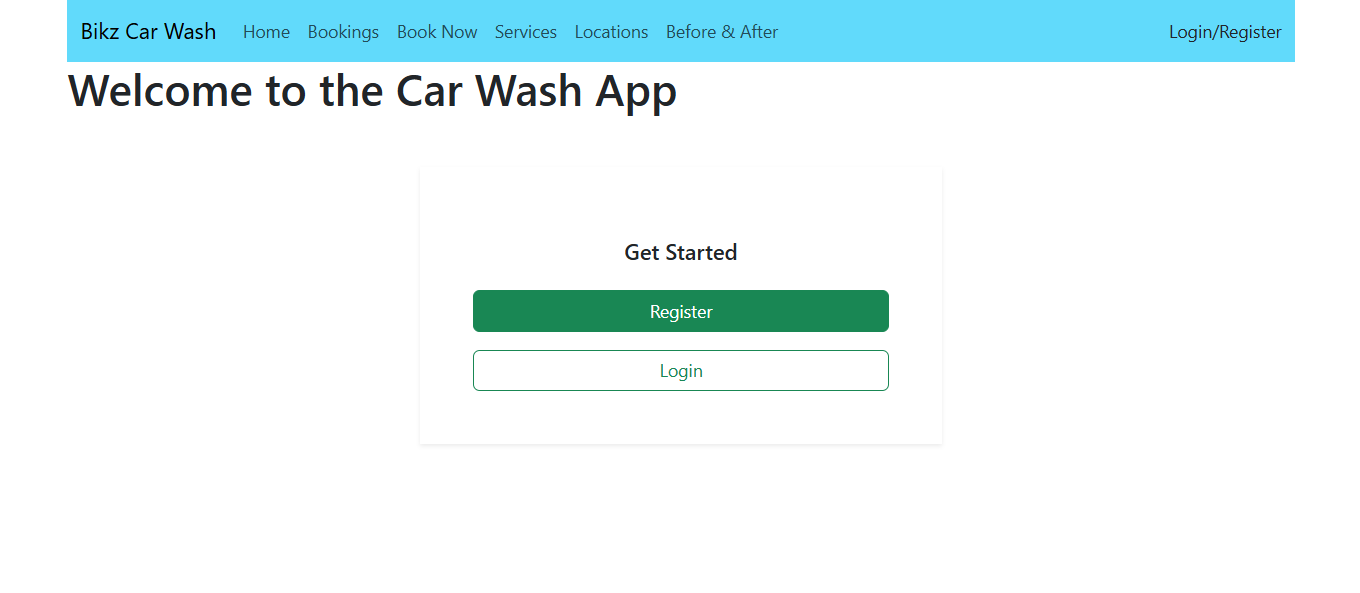 Bikz Car Wash Home Bookings Book Now Services Locations Before & After Login/Register
Welcome to the Car Wash App
Get Started
Register
Login